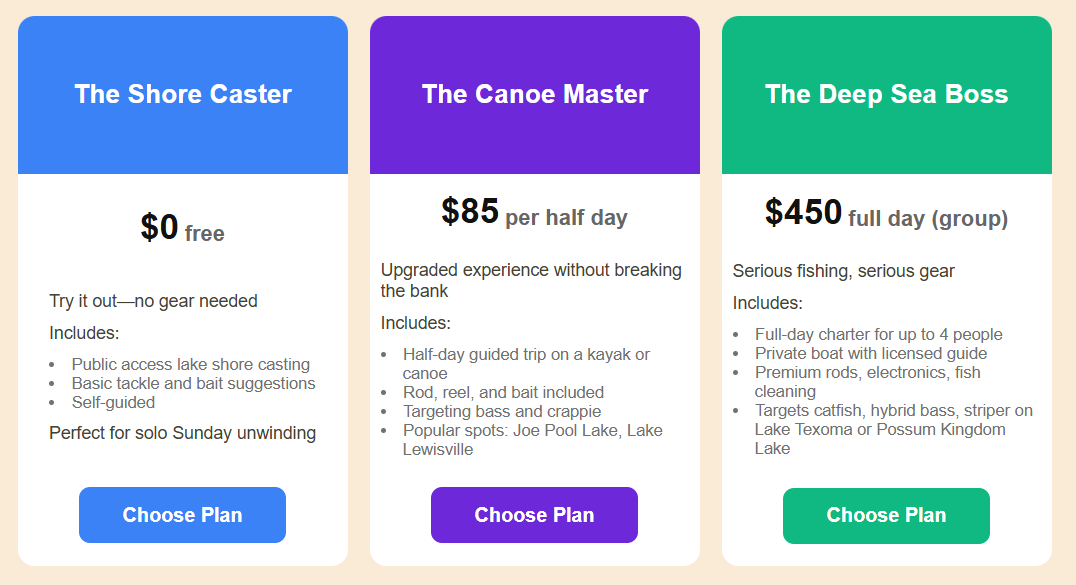 The Shore Caster
$0 free
Try it out—no gear needed
Includes:
• Public access lake shore casting
• Basic tackle and bait suggestions
• Self-guided
Perfect for solo Sunday unwinding
Choose Plan
The Canoe Master
$85 per half day
Upgraded experience without breaking
the bank
Includes:
• Half-day guided trip on a kayak or
canoe
• Rod, reel, and bait included
• Targeting bass and crappie
• Popular spots: Joe Pool Lake, Lake
Lewisville
Choose Plan
The Deep Sea Boss
$450 full day (group)
Serious fishing, serious gear
Includes:
• Full-day charter for up to 4 people
• Private boat with licensed guide
• Premium rods, electronics, fish
cleaning
• Targets catfish, hybrid bass, striper on
Lake Texoma or Possum Kingdom
Lake
Choose Plan